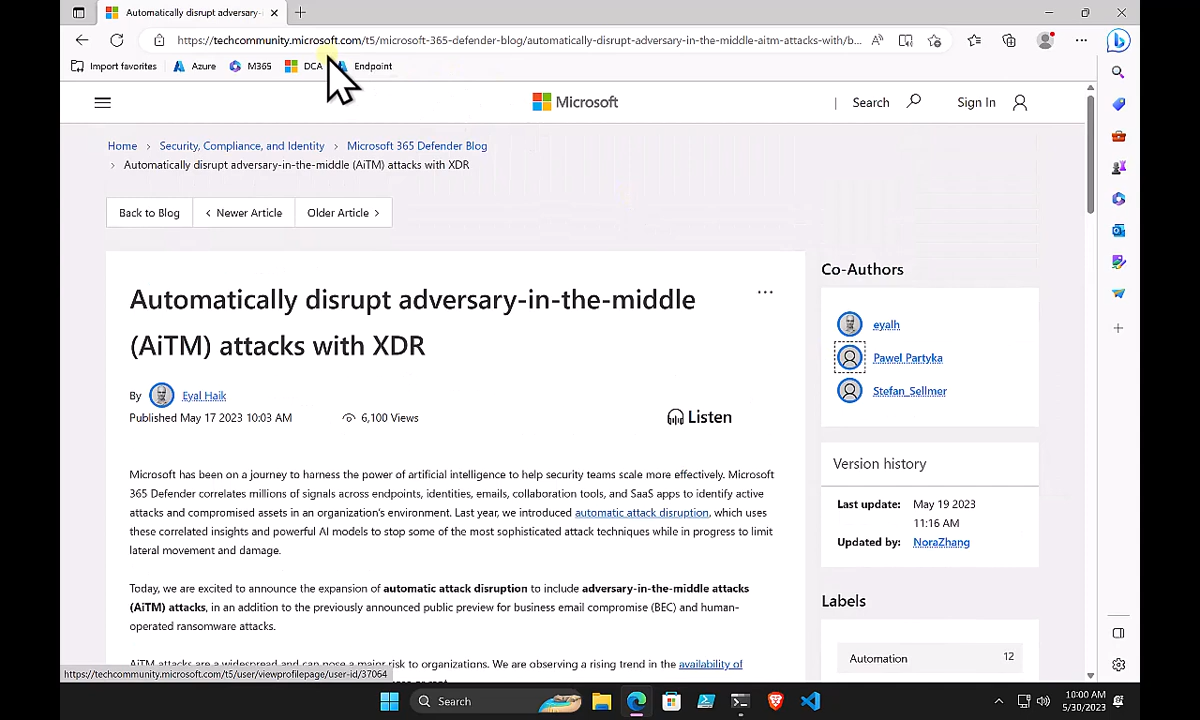 Automatically disrupt adversary-
https://techcommunity.microsoft.com/t5/microsoft-365-defender-blog/automatically-disrupt-adversary-in-the-middle-aitm-attacks-with/b...
Import favorites
Azure
M365
DCA
Endpoint
Microsoft
Search
Sign In
Home > Security, Compliance, and Identity > Microsoft 365 Defender Blog
> Automatically disrupt adversary-in-the-middle (AiTM) attacks with XDR
Back to Blog
< Newer Article
Older Article >
Automatically disrupt adversary-in-the-middle
(AiTM) attacks with XDR
By Eyal Haik
Published May 17 2023 10:03 AM
6,100 Views
Listen
Microsoft has been on a journey to harness the power of artificial intelligence to help security teams scale more effectively. Microsoft
365 Defender correlates millions of signals across endpoints, identities, emails, collaboration tools, and SaaS apps to identify active
attacks and compromised assets in an organization's environment. Last year, we introduced automatic attack disruption, which uses
these correlated insights and powerful AI models to stop some of the most sophisticated attack techniques while in progress to limit
lateral movement and damage.
Today, we are excited to announce the expansion of automatic attack disruption to include adversary-in-the-middle attacks
(AiTM) attacks, in an addition to the previously announced public preview for business email compromise (BEC) and human-
operated ransomware attacks.
AiTM attacks are a widespread and can pose a major risk to organizations. We are observing a rising trend in the availability of
Co-Authors
eyalh
Pawel Partyka
Stefan_Sellmer
Version history
Last update: May 19 2023
11:16 AM
Updated by: NoraZhang
Labels
Automation 12
https://techcommunity.microsoft.com/t5/user/viewprofilepage/user-id/37064
Search
10:00 AM
5/30/2023